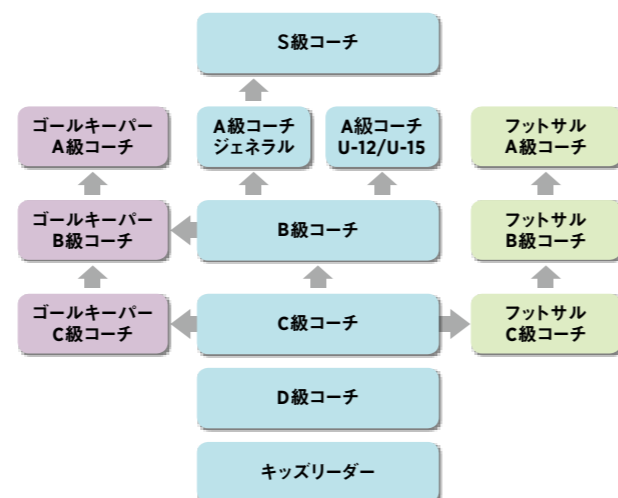 S級コーチ
ゴールキーパー
A級コーチ
A級コーチ
ジェネラル
A級コーチ
U-12/U-15
フットサル
A級コーチ
ゴールキーパー
B級コーチ
B級コーチ
フットサル
B級コーチ
ゴールキーパー
C級コーチ
C級コーチ
フットサル
C級コーチ
D級コーチ
キッズリーダー